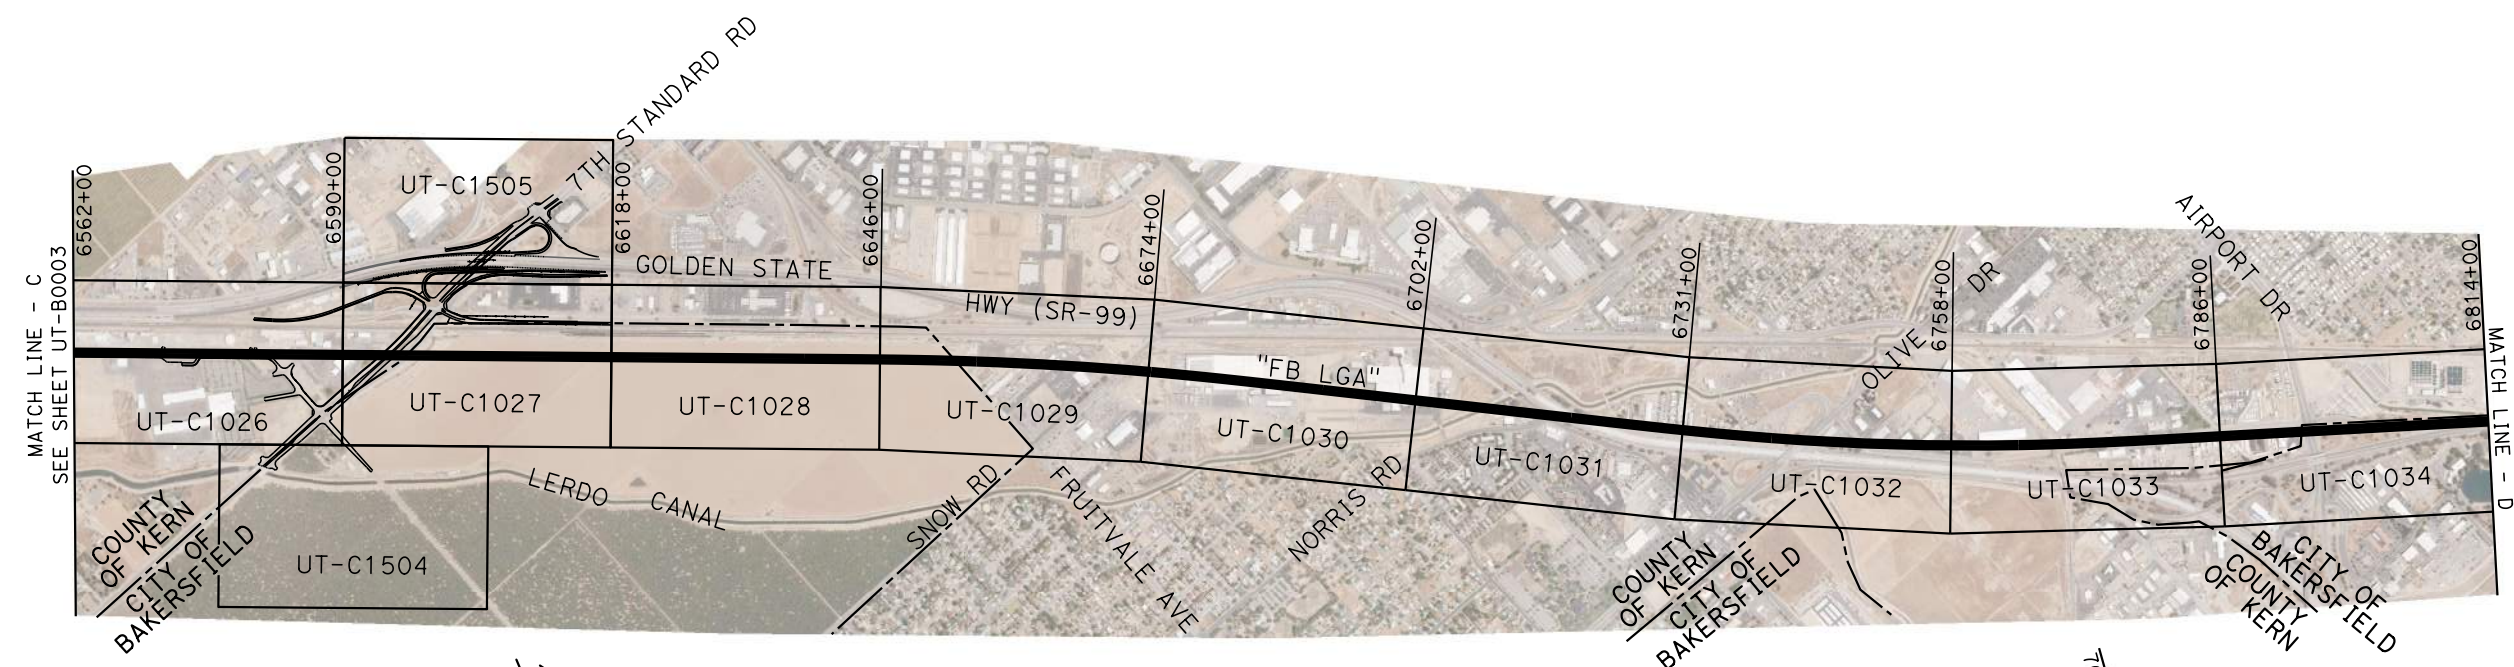 MATCH LINE - C
SEE SHEET UT-B0003
6562+00
6590+00
UT-C1505
7TH STANDARD RD
6618+00
GOLDEN STATE
HWY (SR-99)
6646+00
6674+00
6702+00
6731+00
6758+00
6786+00
6814+00
AIRPORT DR
OLIVE DR
"FB LGA"
UT-C1026
UT-C1027
UT-C1028
UT-C1029
UT-C1030
UT-C1031
UT-C1032
UT-C1033
UT-C1034
MATCH LINE - D
LERDO CANAL
SNOW RD
FRUITVALE AVE
NORRIS RD
UT-C1504
COUNTY
OF KERN
CITY OF
BAKERSFIELD
COUNTY
OF KERN
CITY OF
BAKERSFIELD
CITY OF
BAKERSFIELD
COUNTY
OF KERN